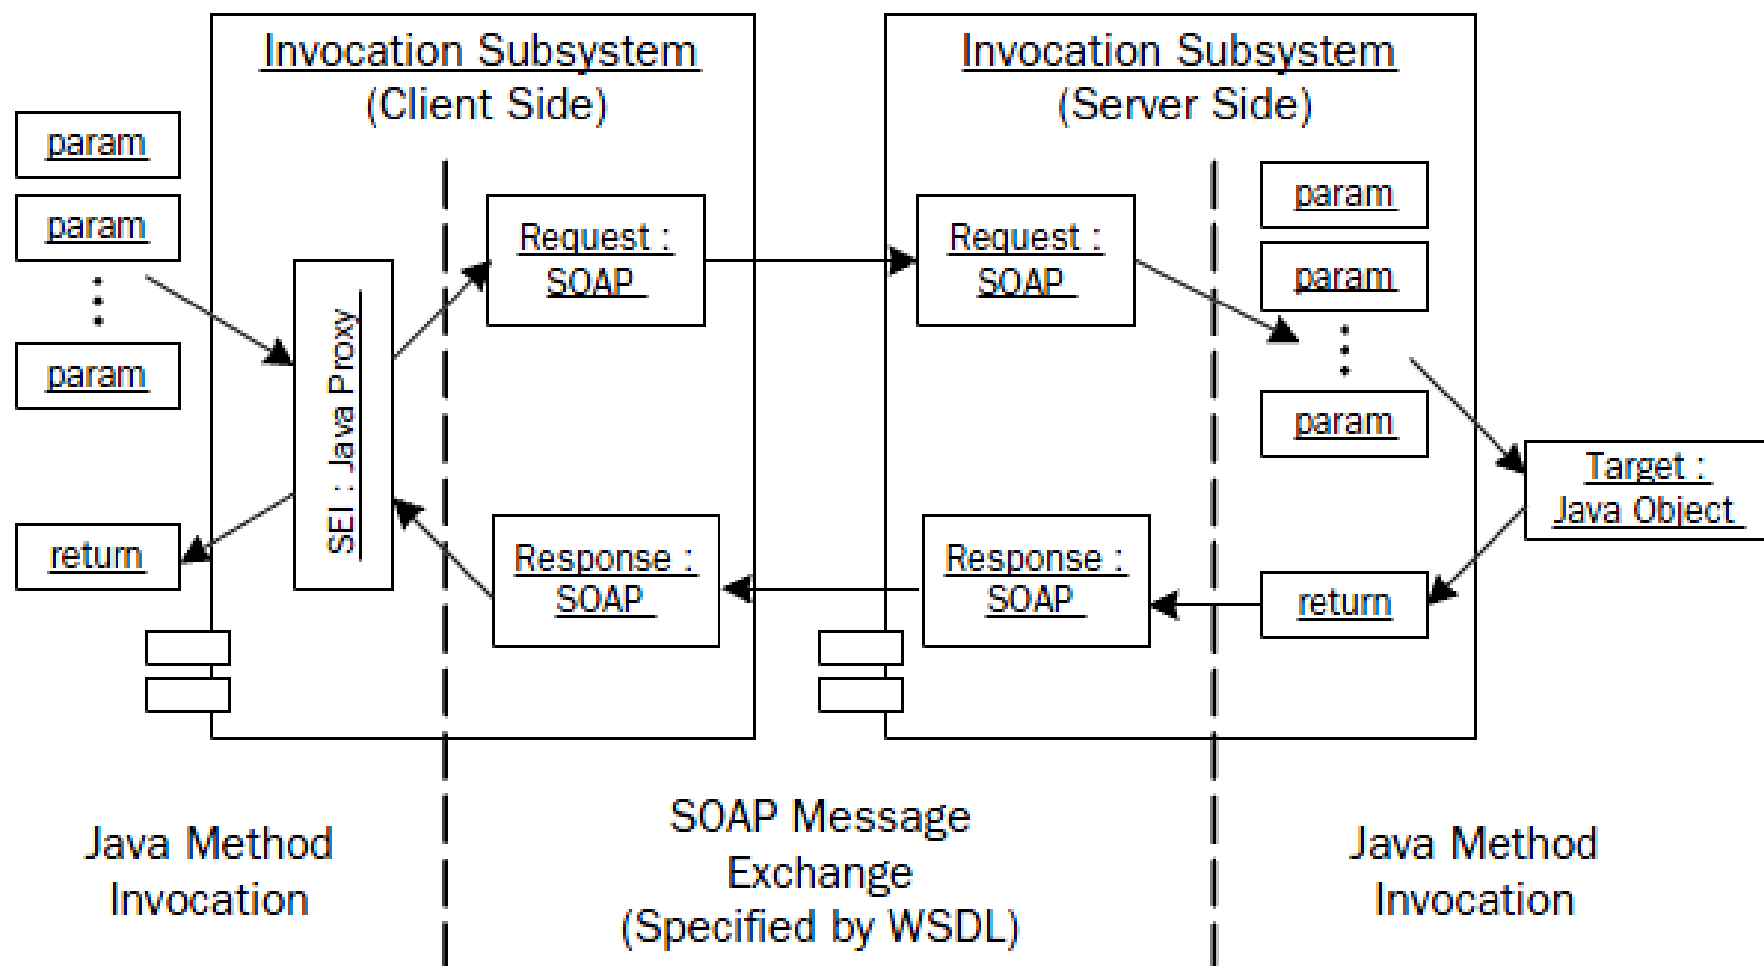 Invocation Subsystem
(Client Side)
Invocation Subsystem
(Server Side)
param
param
param
return
SEI : Java Proxy
Request :
SOAP
Response :
SOAP
Request :
SOAP
Response :
SOAP
param
param
param
return
Target :
Java Object
Java Method
Invocation
SOAP Message
Exchange
(Specified by WSDL)
Java Method
Invocation